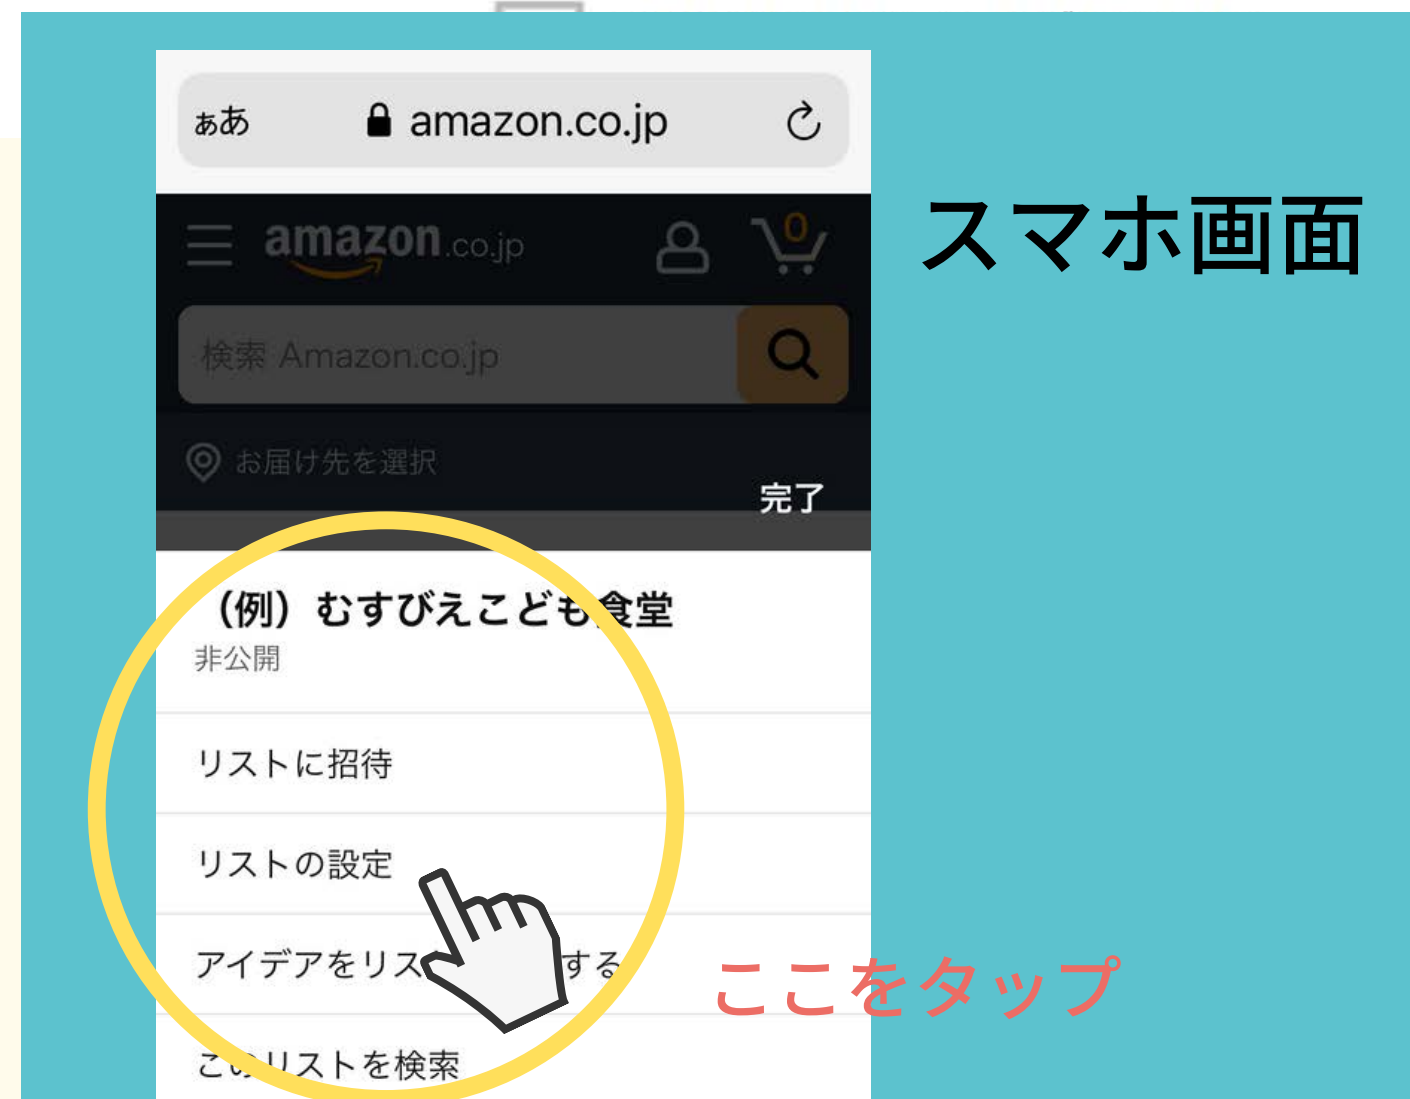 ぁあ amazon.co.jp
スマホ画面
amazon.co.jp 0
検索 Amazon.co.jp
お届け先を選択
完了
（例）むすびえこども食堂
非公開
リストに招待
リストの設定
アイデアをリス する
ここをタップ
このリストを検索